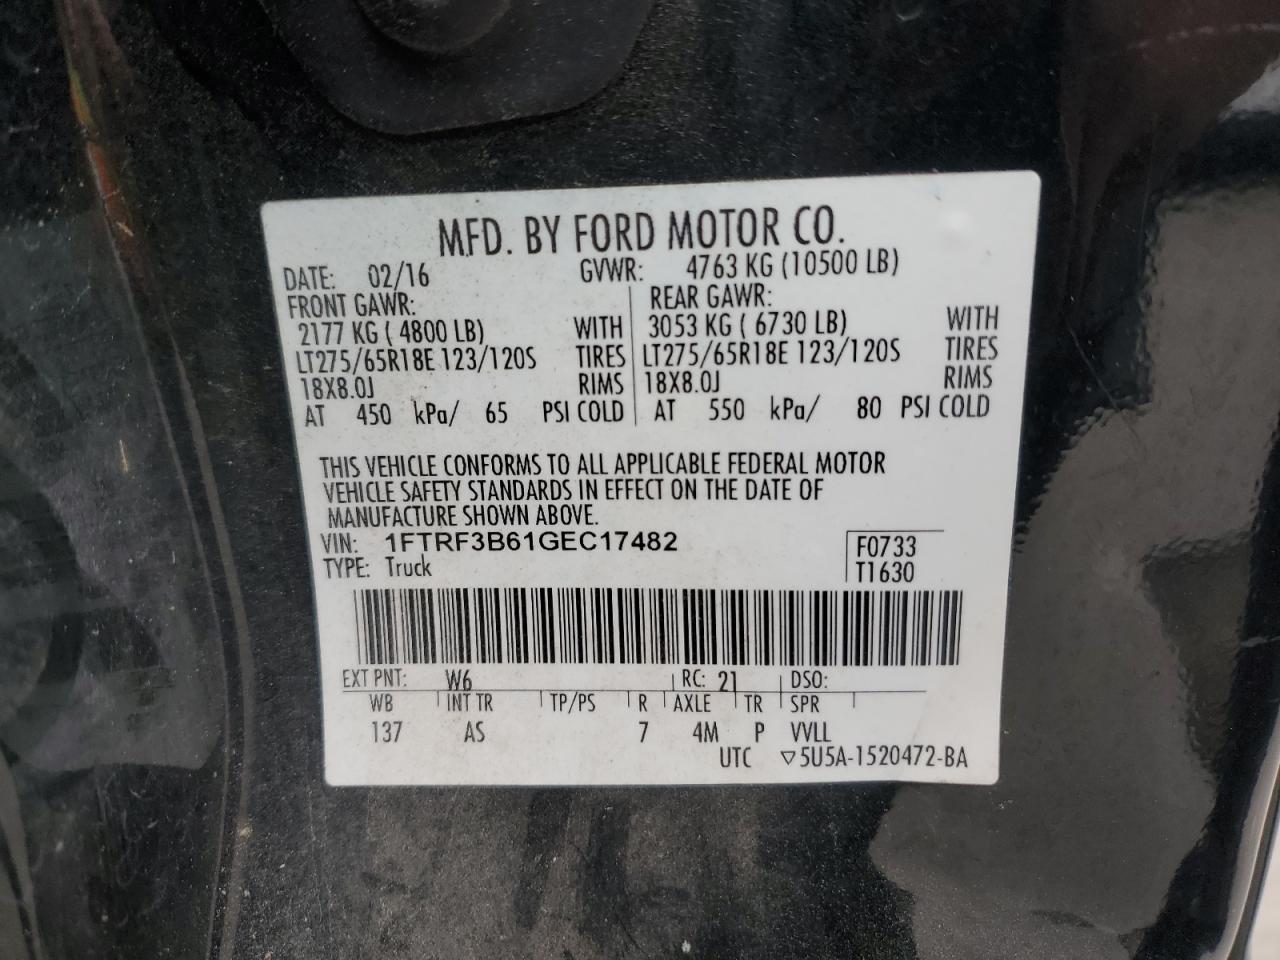 MFD. BY FORD MOTOR CO.
DATE: 02/16 GVWR: 4763 KG (10500 LB)
FRONT GAWR: REAR GAWR:
2177 KG ( 4800 LB) WITH 3053 KG ( 6730 LB) WITH
LT275/65R18E 123/120S TIRES LT275/65R18E 123/120S TIRES
18X8.0J RIMS 18X8.0J RIMS
AT 450 kPa/ 65 PSI COLD AT 550 kPa/ 80 PSI COLD
THIS VEHICLE CONFORMS TO ALL APPLICABLE FEDERAL MOTOR
VEHICLE SAFETY STANDARDS IN EFFECT ON THE DATE OF
MANUFACTURE SHOWN ABOVE.
VIN: 1FTRF3B61GEC17482 F0733
TYPE: Truck T1630
EXT PNT: W6 RC: 21 DSO:
WB INT TR TP/PS R AXLE TR SPR
137 AS 7 4M P VVLL
UTC ▽5U5A-1520472-BA